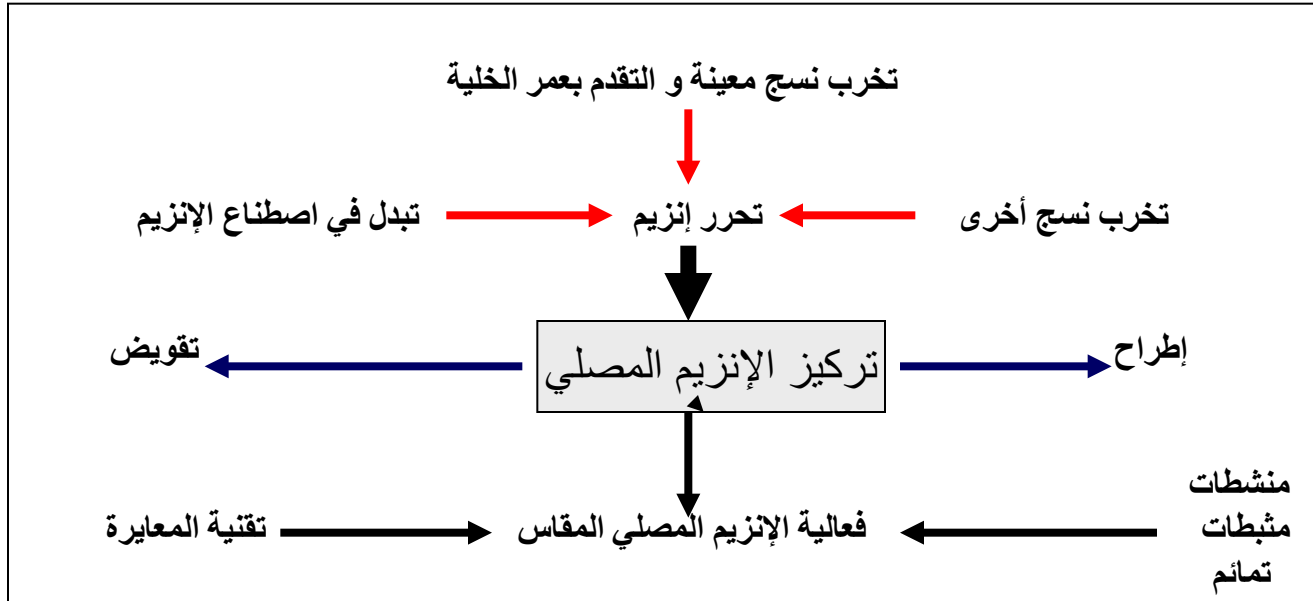 تخرب نسج معينة و التقدم بعمر الخلية
تخرب نسج أخرى
تحرر إنزيم
تبدل في اصطناع الإنزيم
إطراح
تركيز الإنزيم المصلي
تقويض
منشطات
مثبطات
تمائم
فعالية الإنزيم المصلي المقاس
تقنية المعايرة